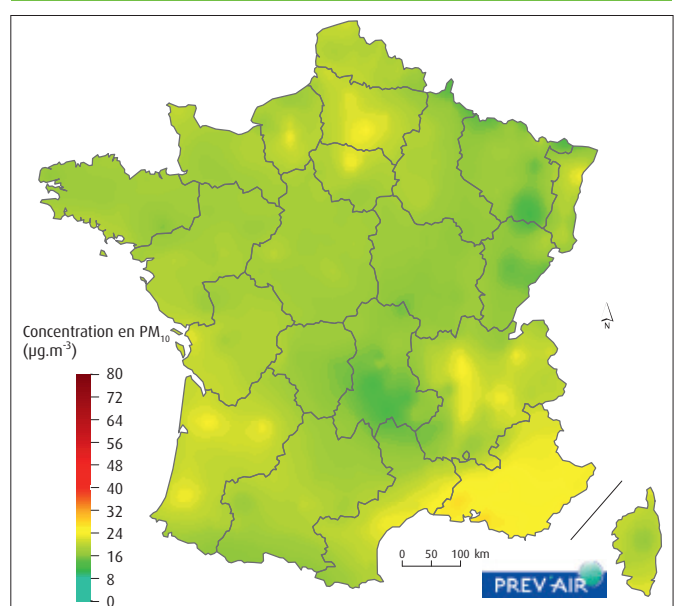 Concentration en PM₁₀
(µg.m⁻³)
80
72
64
56
48
40
32
24
16
8
0
N
0 50 100 km
PREV'AIR